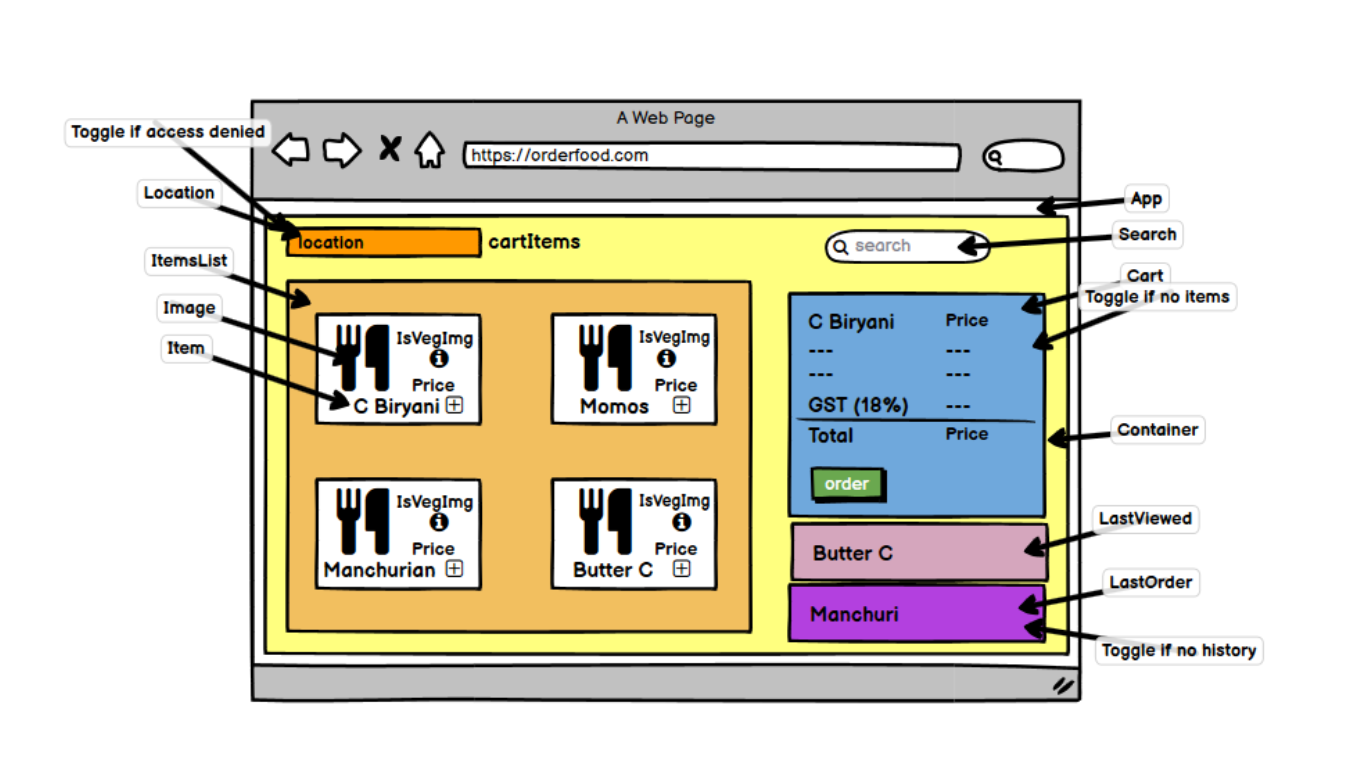 A Web Page
Toggle if access denied
https://orderfood.com
Location
App
Search
location
cartItems
search
ItemsList
Cart
Toggle if no items
Image
Item
IsVegImg
Price
C Biryani
IsVegImg
Price
Momos
C Biryani Price
--- ---
--- ---
GST (18%) ---
Total Price
order
Container
IsVegImg
Price
Manchurian
IsVegImg
Price
Butter C
LastViewed
Butter C
LastOrder
Manchuri
Toggle if no history